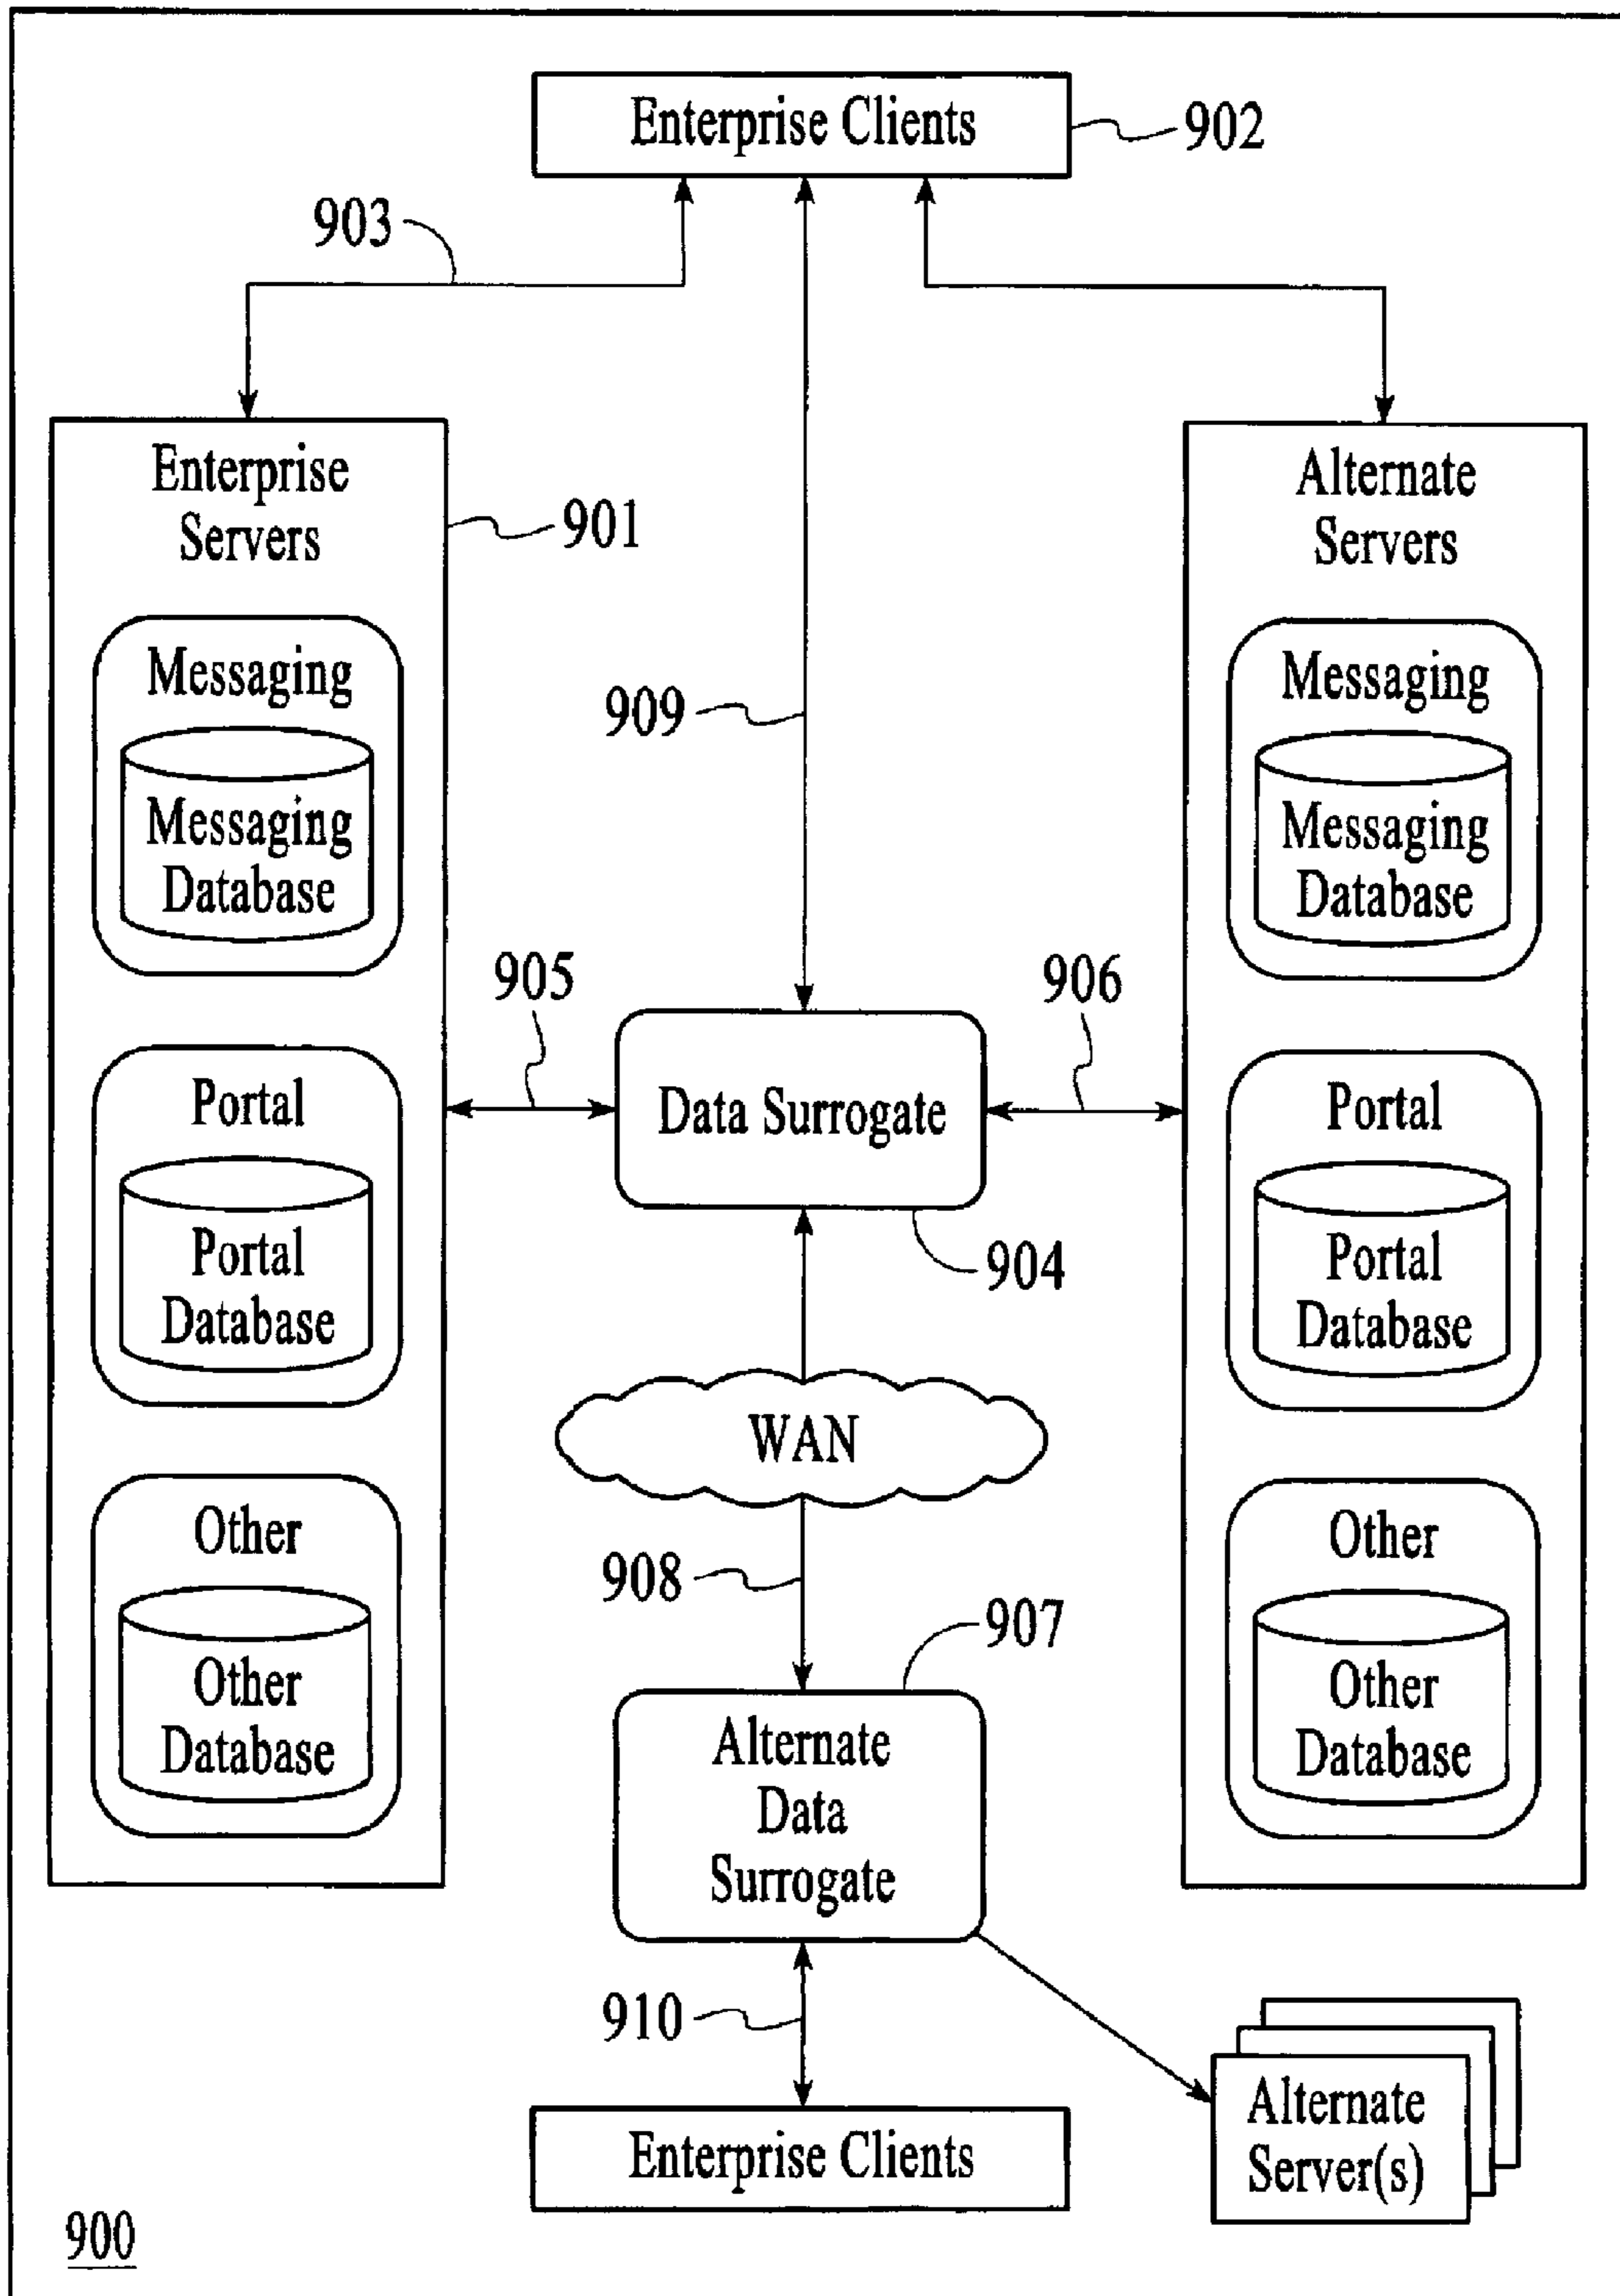 Enterprise Clients
902
903
Enterprise
Servers
901
Alternate
Servers
Messaging
Messaging
Database
909
Messaging
Messaging
Database
905
906
Portal
Portal
Database
Data Surrogate
904
Portal
Portal
Database
WAN
Other
Other
Database
908
907
Other
Other
Database
Alternate
Data
Surrogate
910
Enterprise Clients
Alternate
Server(s)
900